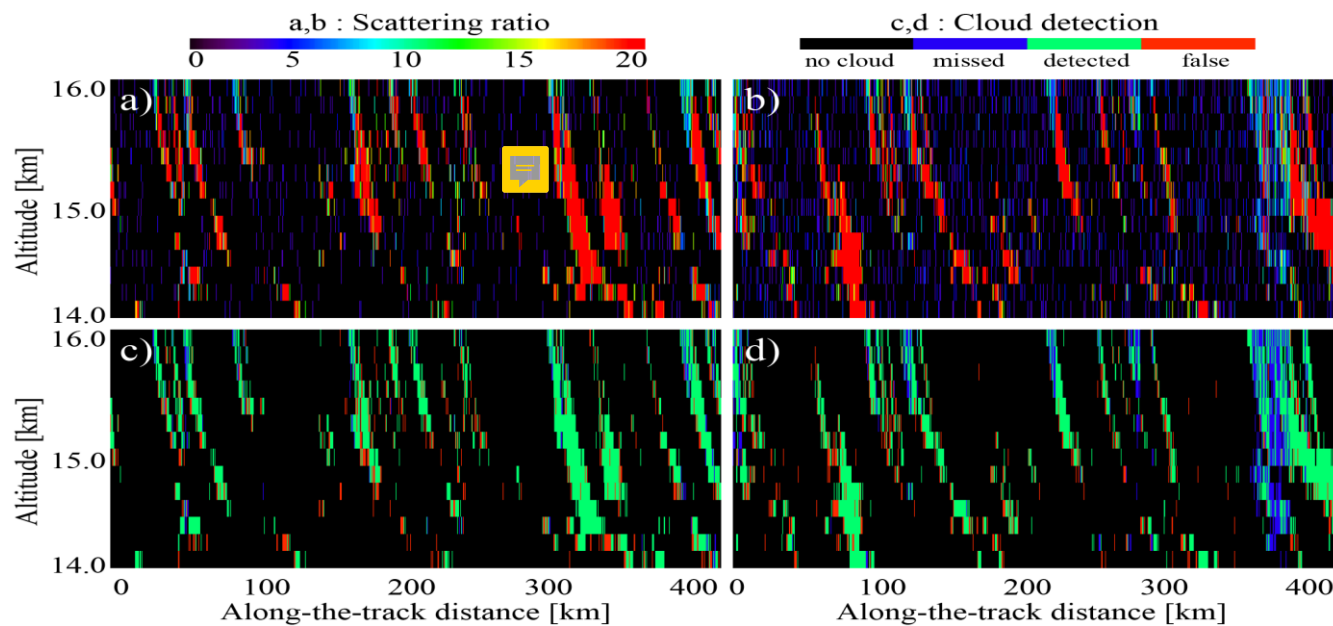 a,b : Scattering ratio
c,d : Cloud detection
0 5 10 15 20
no cloud missed detected false
a)
b)
16.0
15.0
14.0
Altitude [km]
c)
d)
16.0
15.0
14.0
Altitude [km]
0 100 200 300 400
0 100 200 300 400
Along-the-track distance [km]
Along-the-track distance [km]